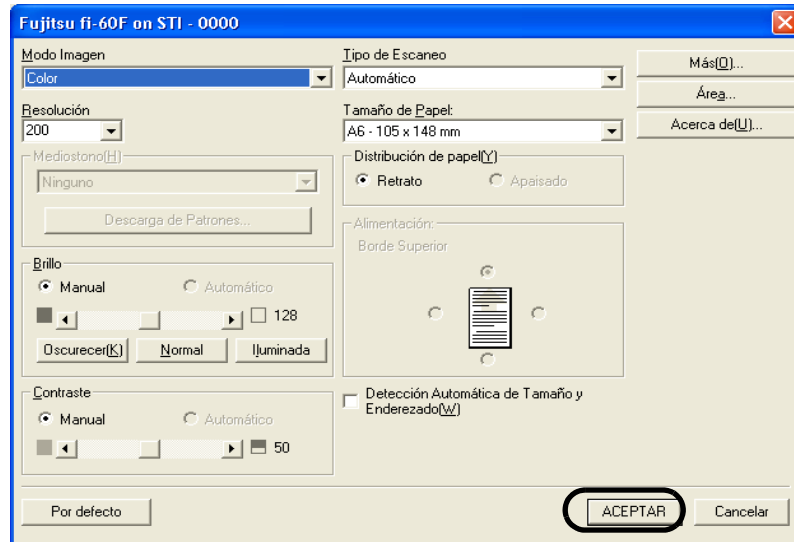 Fujitsu fi-60F on STI - 0000
Modo Imagen
Color
Resolución
200
Mediostono(H)
Ninguno
Descarga de Patrones...
Brillo
Manual
Automático
128
Oscurecer(K)
Normal
Iluminada
Contraste
Manual
Automático
50
Tipo de Escaneo
Automático
Tamaño de Papel:
A6 - 105 x 148 mm
Distribución de papel(Y)
Retrato
Apaisado
Alimentación:
Borde Superior
Detección Automática de Tamaño y
Enderezado(W)
Más(O)...
Área...
Acerca de(U)...
Por defecto
ACEPTAR
Cancelar